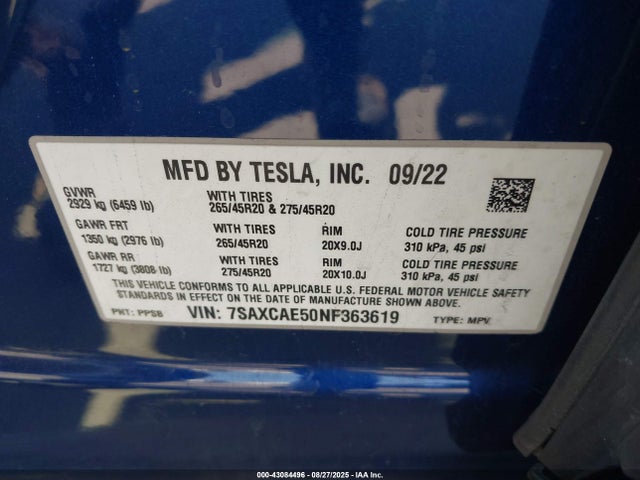 MFD BY TESLA, INC. 09/22
GVWR
2929 kg (6459 lb)
WITH TIRES
265/45R20 & 275/45R20
GAWR FRT
1350 kg (2976 lb)
WITH TIRES
265/45R20
RIM
20X9.0J
COLD TIRE PRESSURE
310 kPa, 45 psi
GAWR RR
1727 kg (3808 lb)
WITH TIRES
275/45R20
RIM
20X10.0J
COLD TIRE PRESSURE
310 kPa, 45 psi
THIS VEHICLE CONFORMS TO ALL APPLICABLE U.S. FEDERAL MOTOR VEHICLE SAFETY
STANDARDS IN EFFECT ON THE DATE OF MANUFACTURE SHOWN ABOVE.
PNT: PPSB VIN: 7SAXCAE50NF363619 TYPE: MPV
000-43084496 - 08/27/2025 - IAA Inc.